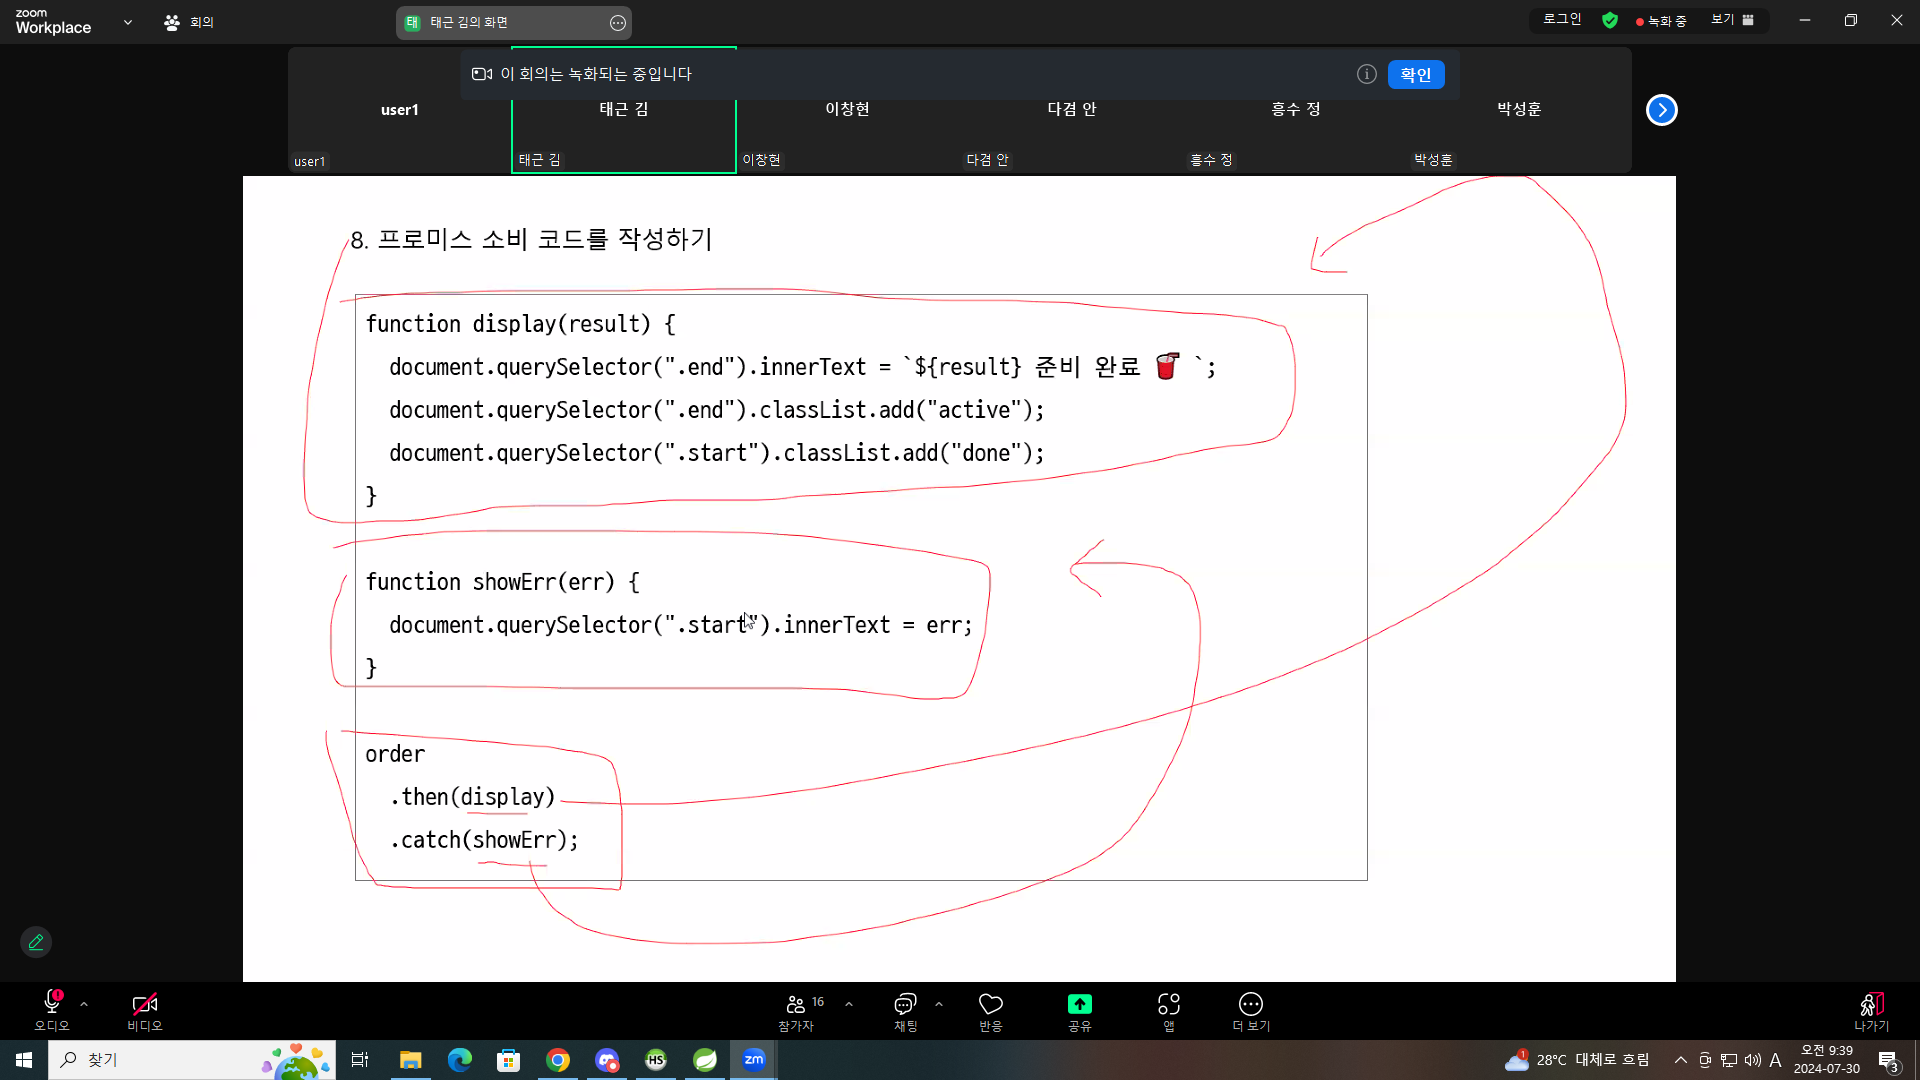 zoom
Workplace
회의
태 태근 김의 화면
로그인
녹화 중
보기
이 회의는 녹화되는 중입니다
확인
user1
태근 김
이창현
다겸 안
흥수 정
박성훈
user1
태근 김
이창현
다겸 안
흥수 정
박성훈
8. 프로미스 소비 코드를 작성하기
function display(result) {
  document.querySelector(".end").innerText = `${result} 준비 완료 🥤 `;
  document.querySelector(".end").classList.add("active");
  document.querySelector(".start").classList.add("done");
}
function showErr(err) {
  document.querySelector(".start").innerText = err;
}
order
  .then(display)
  .catch(showErr);
오디오
비디오
16
참가자
채팅
반응
공유
앱
더 보기
나가기
찾기
HS
zm
1
28°C 대체로 흐림
A
오전 9:39
2024-07-30
3